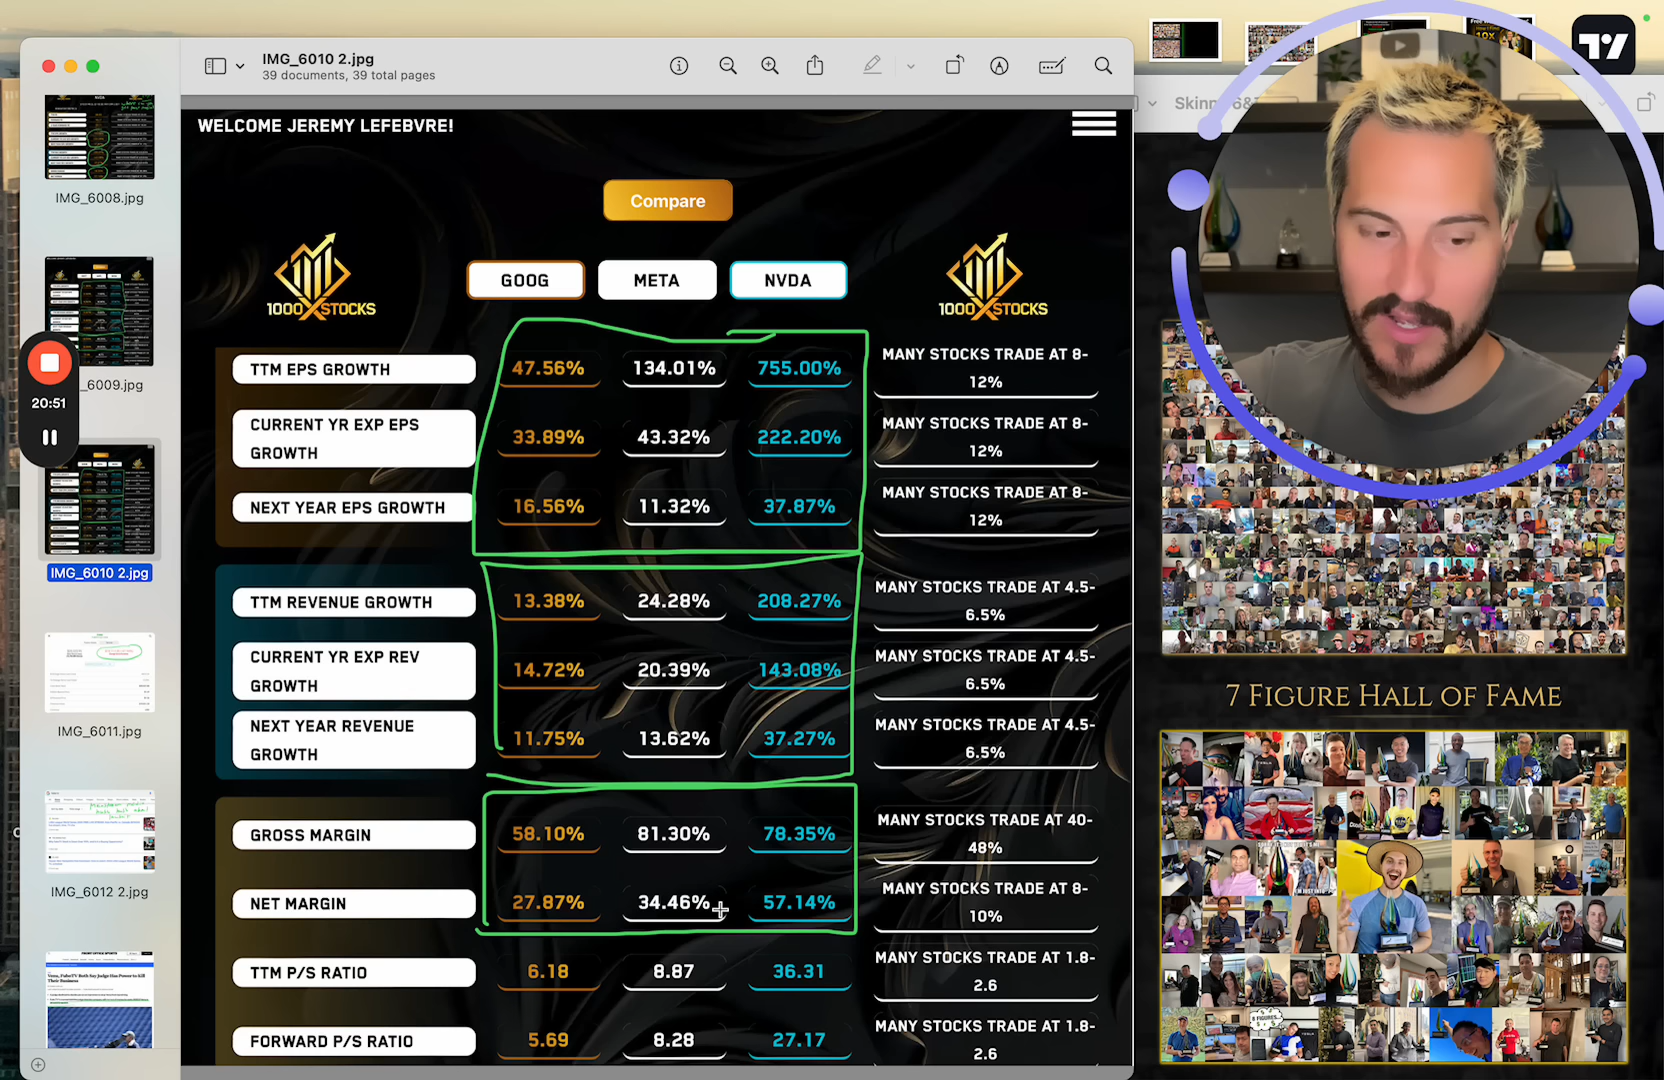 IMG_6010 2.jpg
39 documents, 39 total pages
WELCOME JEREMY LEFEBVRE!
Compare
1000XSTOCKS
GOOG META NVDA
1000XSTOCKS
TTM EPS GROWTH 47.56% 134.01% 755.00% MANY STOCKS TRADE AT 8-
12%
CURRENT YR EXP EPS
GROWTH 33.89% 43.32% 222.20% MANY STOCKS TRADE AT 8-
12%
NEXT YEAR EPS GROWTH 16.56% 11.32% 37.87% MANY STOCKS TRADE AT 8-
12%
TTM REVENUE GROWTH 13.38% 24.28% 208.27% MANY STOCKS TRADE AT 4.5-
6.5%
CURRENT YR EXP REV
GROWTH 14.72% 20.39% 143.08% MANY STOCKS TRADE AT 4.5-
6.5%
NEXT YEAR REVENUE
GROWTH 11.75% 13.62% 37.27% MANY STOCKS TRADE AT 4.5-
6.5%
GROSS MARGIN 58.10% 81.30% 78.35% MANY STOCKS TRADE AT 40-
48%
NET MARGIN 27.87% 34.46% 57.14% MANY STOCKS TRADE AT 8-
10%
TTM P/S RATIO 6.18 8.87 36.31 MANY STOCKS TRADE AT 1.8-
2.6
FORWARD P/S RATIO 5.69 8.28 27.17 MANY STOCKS TRADE AT 1.8-
2.6
IMG_6008.jpg
_6009.jpg
20:51
IMG_6010 2.jpg
IMG_6011.jpg
IMG_6012 2.jpg
Skinn
7 FIGURE HALL OF FAME